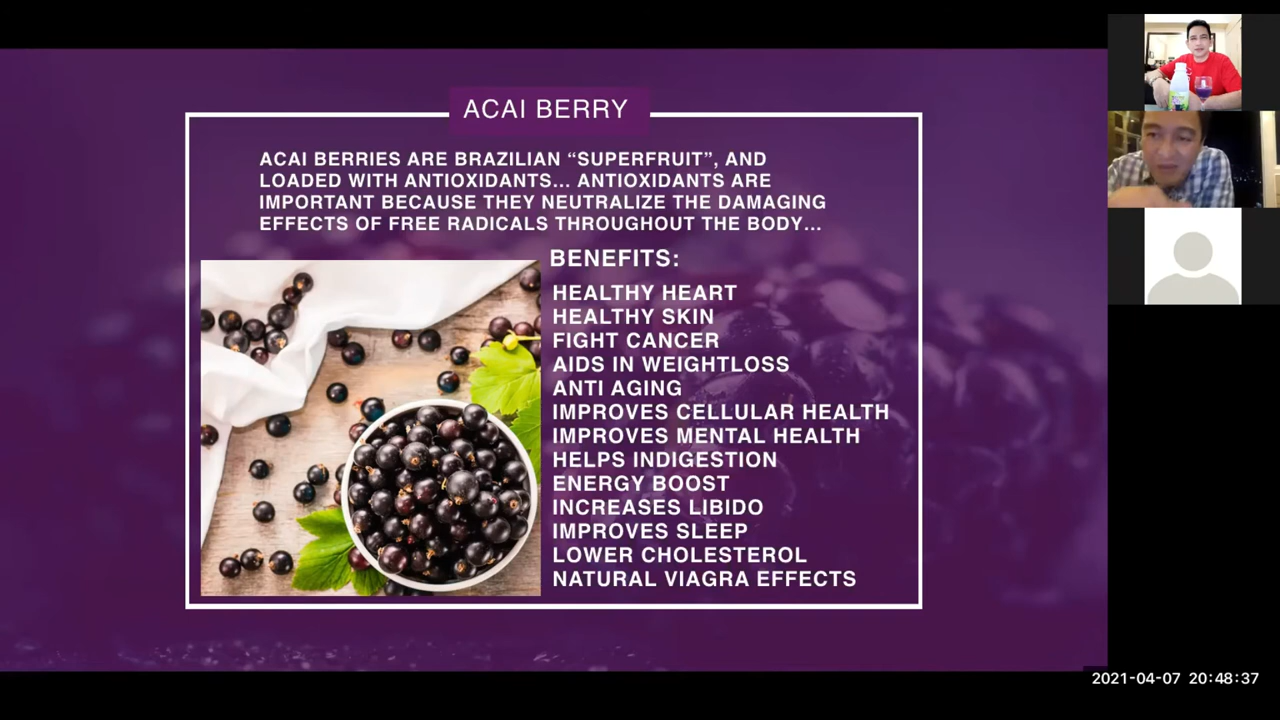 ACAI BERRY
ACAI BERRIES ARE BRAZILIAN “SUPERFRUIT”, AND
LOADED WITH ANTIOXIDANTS... ANTIOXIDANTS ARE
IMPORTANT BECAUSE THEY NEUTRALIZE THE DAMAGING
EFFECTS OF FREE RADICALS THROUGHOUT THE BODY...
BENEFITS:
HEALTHY HEART
HEALTHY SKIN
FIGHT CANCER
AIDS IN WEIGHTLOSS
ANTI AGING
IMPROVES CELLULAR HEALTH
IMPROVES MENTAL HEALTH
HELPS INDIGESTION
ENERGY BOOST
INCREASES LIBIDO
IMPROVES SLEEP
LOWER CHOLESTEROL
NATURAL VIAGRA EFFECTS
2021-04-07 20:48:37